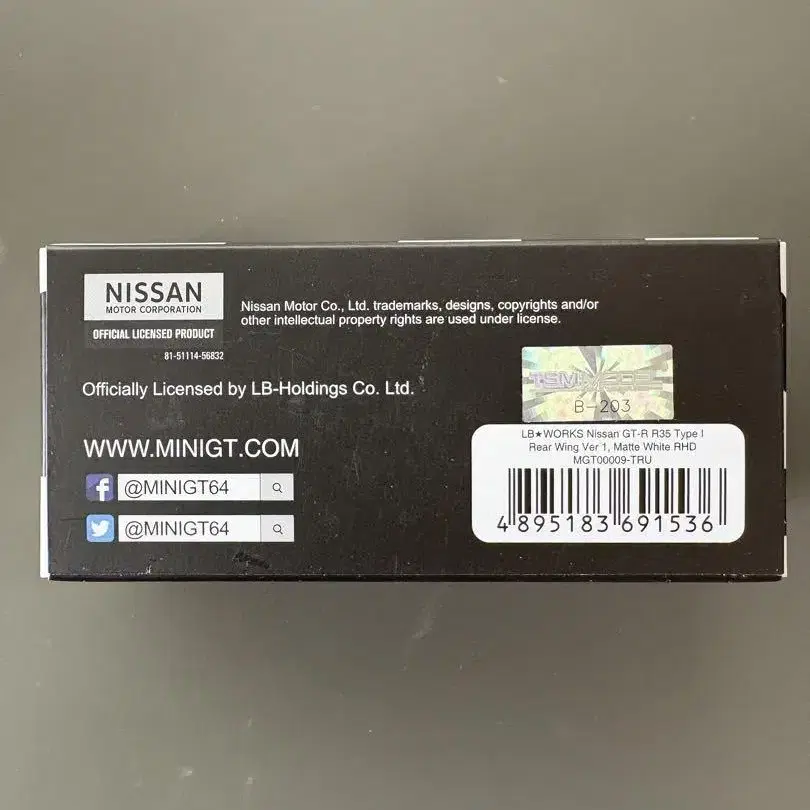 NISSAN
MOTOR CORPORATION
OFFICIAL LICENSED PRODUCT
81-51114-56832
Nissan Motor Co., Ltd. trademarks, designs, copyrights and/or
other intellectual property rights are used under license.
Officially Licensed by LB-Holdings Co. Ltd.
WWW.MINIGT.COM
@MINIGT64
@MINIGT64
TSM
B-203
LB★WORKS Nissan GT-R R35 Type I
Rear Wing Ver 1, Matte White RHD
MGT00009-TRU
4 895183 691536